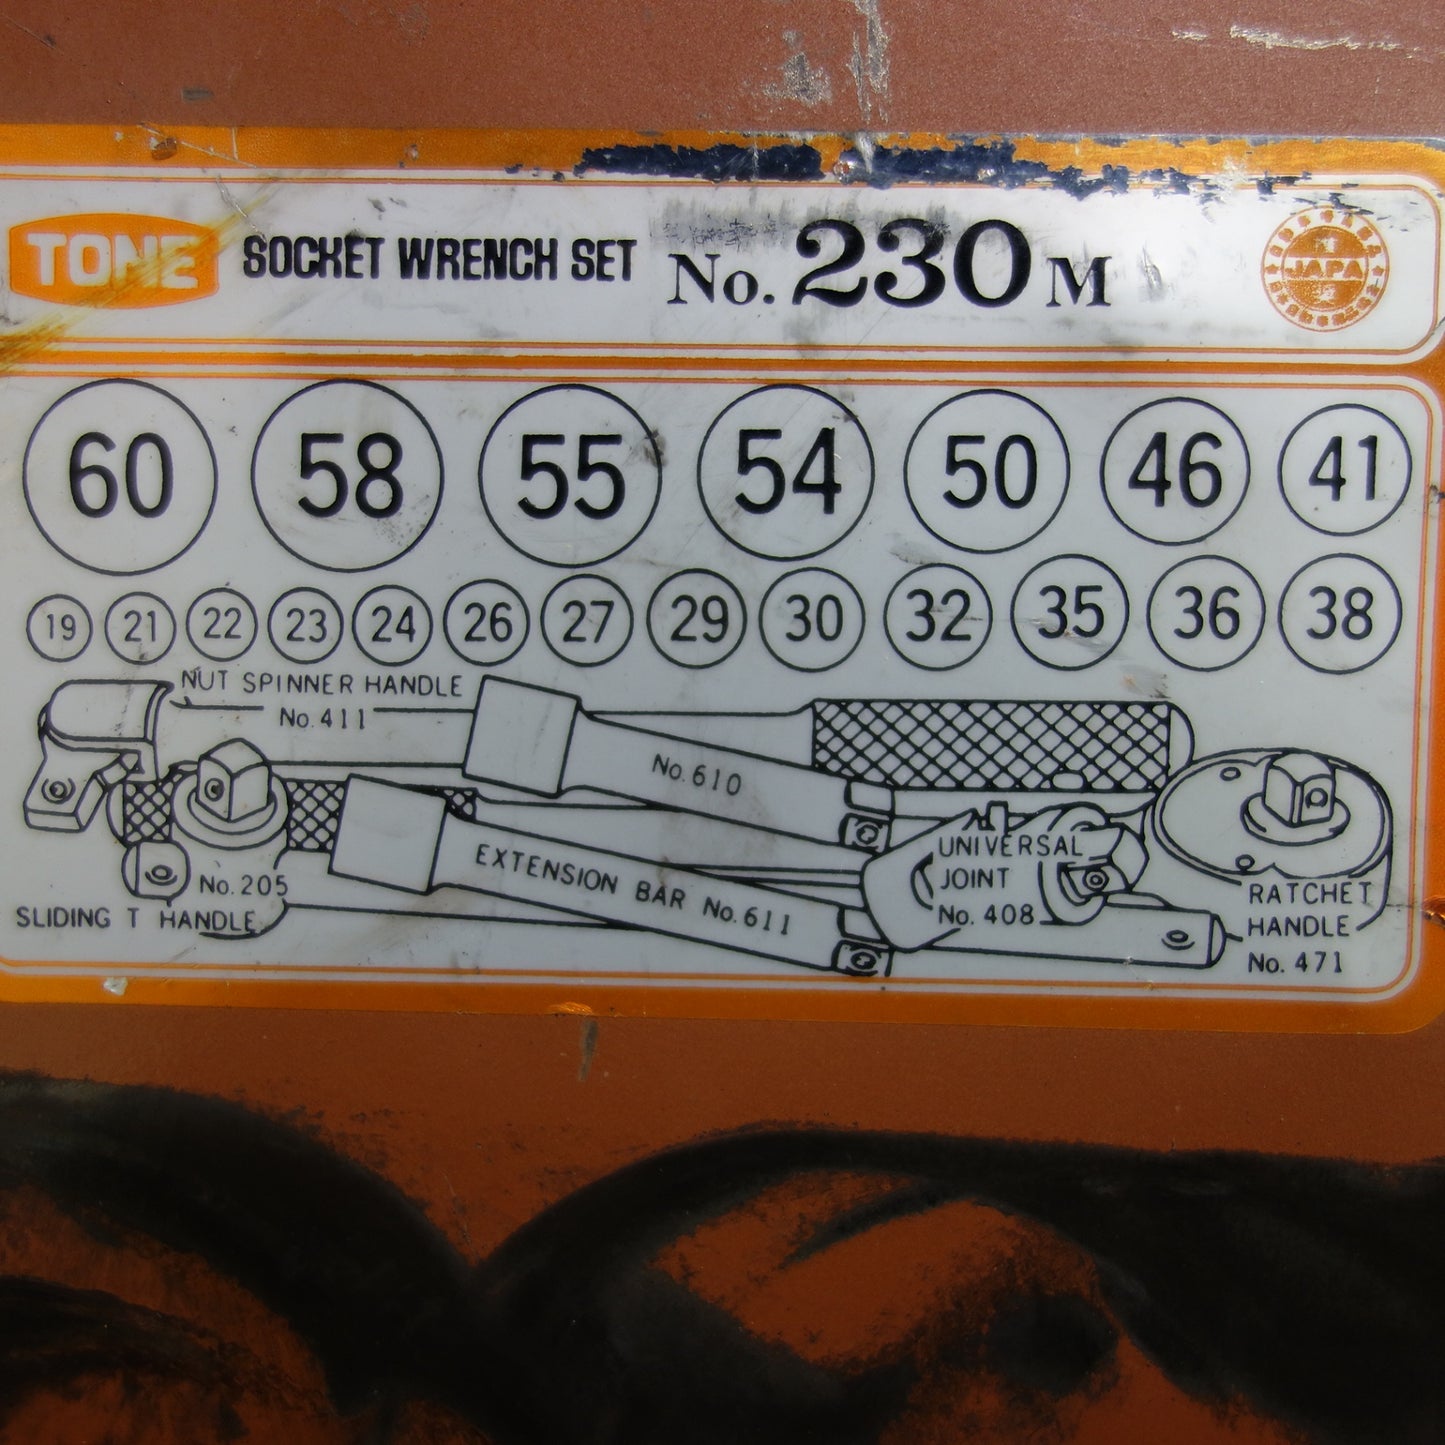 TONE SOCKET WRENCH SET No. 230 M
JAPA
60 58 55 54 50 46 41
19 21 22 23 24 26 27 29 30 32 35 36 38
NUT SPINNER HANDLE
No. 411
No. 610
EXTENSION BAR No. 611
No. 205
SLIDING T HANDLE
UNIVERSAL
JOINT
No. 408
RATCHET
HANDLE
No. 471